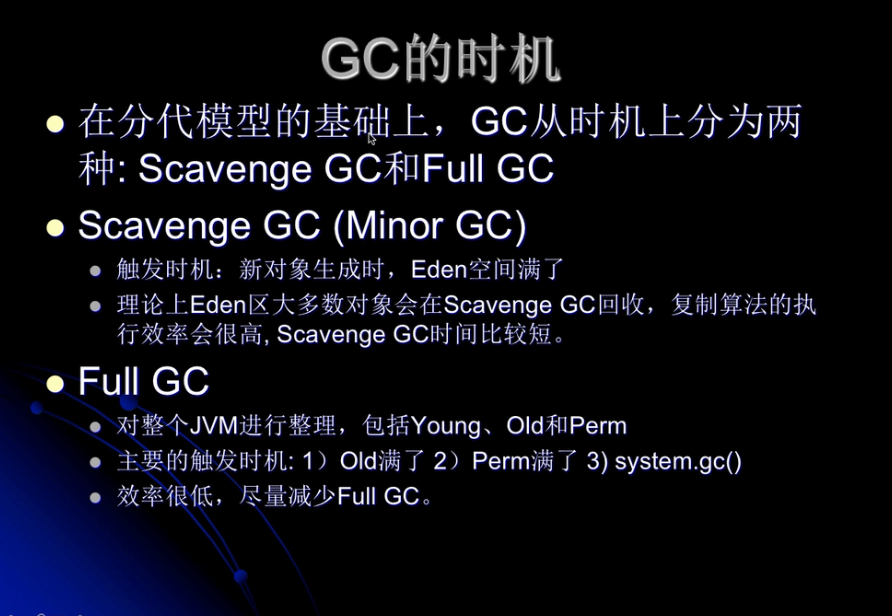 GC的时机
在分代模型的基础上，GC从时机上分为两
种: Scavenge GC和Full GC
Scavenge GC (Minor GC)
触发时机：新对象生成时，Eden空间满了
理论上Eden区大多数对象会在Scavenge GC回收，复制算法的执
行效率会很高, Scavenge GC时间比较短。
Full GC
对整个JVM进行整理，包括Young、Old和Perm
主要的触发时机: 1）Old满了 2）Perm满了 3) system.gc()
效率很低，尽量减少Full GC。